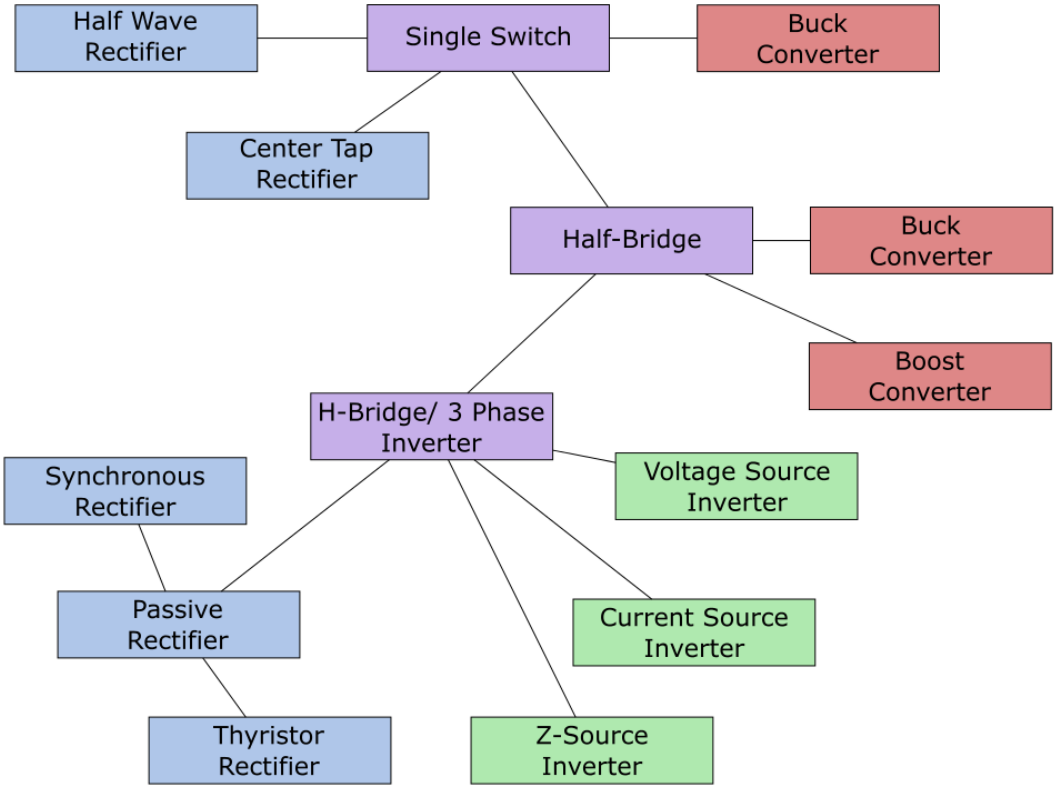 Half Wave
Rectifier
Single Switch
Buck
Converter
Center Tap
Rectifier
Half-Bridge
Buck
Converter
Boost
Converter
H-Bridge/ 3 Phase
Inverter
Synchronous
Rectifier
Voltage Source
Inverter
Passive
Rectifier
Current Source
Inverter
Thyristor
Rectifier
Z-Source
Inverter